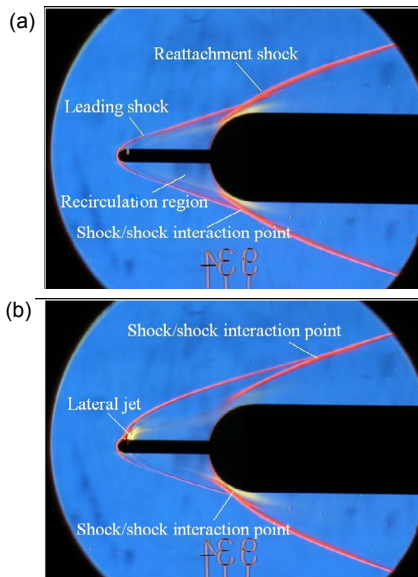 (a)
Reattachment shock
Leading shock
Recirculation region
Shock/shock interaction point
(b)
Shock/shock interaction point
Lateral jet
Shock/shock interaction point